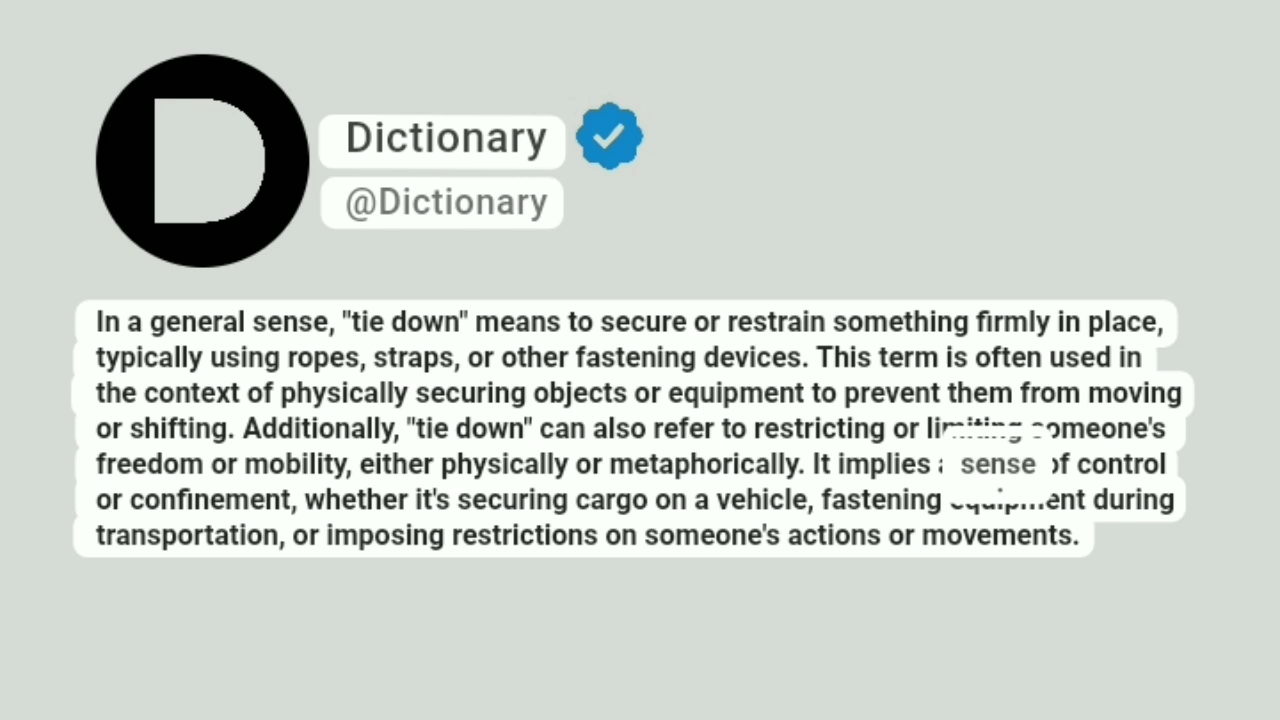 D
Dictionary
@Dictionary
In a general sense, "tie down" means to secure or restrain something firmly in place,
typically using ropes, straps, or other fastening devices. This term is often used in
the context of physically securing objects or equipment to prevent them from moving
or shifting. Additionally, "tie down" can also refer to restricting or limiting someone's
freedom or mobility, either physically or metaphorically. It implies sense of control
or confinement, whether it's securing cargo on a vehicle, fastening equipment during
transportation, or imposing restrictions on someone's actions or movements.